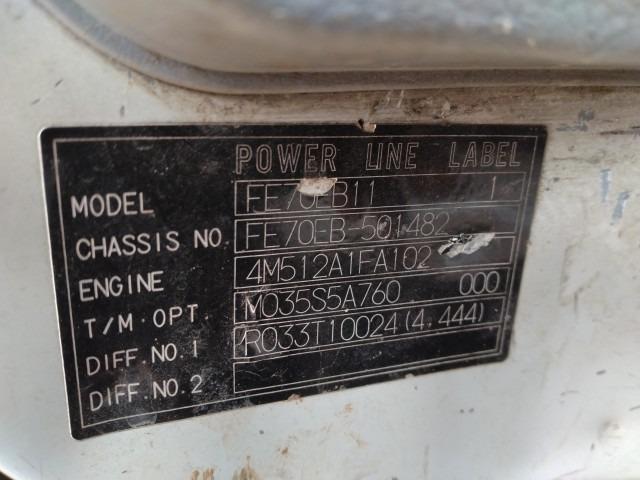 POWER LINE LABEL
MODEL FE70EB11 1
CHASSIS NO. FE70EB-501482
ENGINE 4M512A1FA102
T/M. OPT. M035S5A760 000
DIFF. NO. 1 R033T10024(4.444)
DIFF. NO. 2